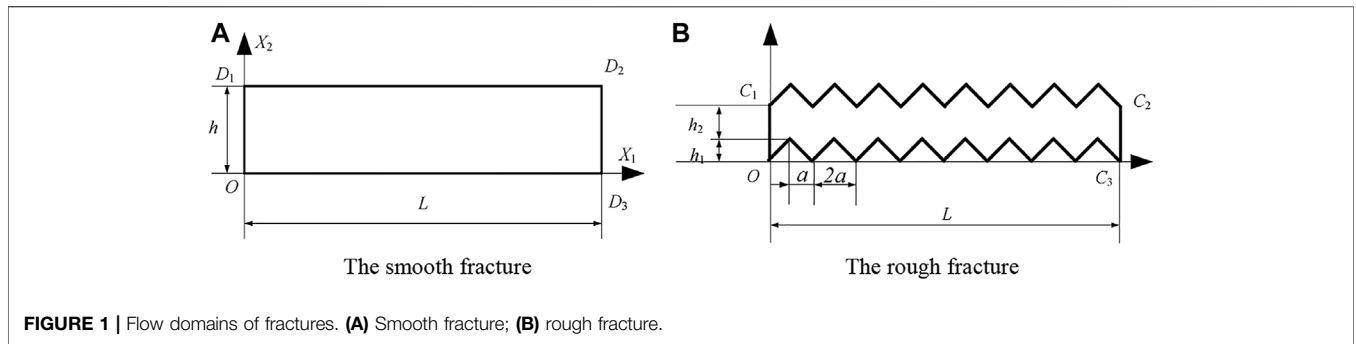 A
X₂
D₁
D₂
h
X₁
O
D₃
L
The smooth fracture
B
C₁
C₂
h₂
h₁
O
a
2a
C₃
L
The rough fracture
FIGURE 1 | Flow domains of fractures. (A) Smooth fracture; (B) rough fracture.